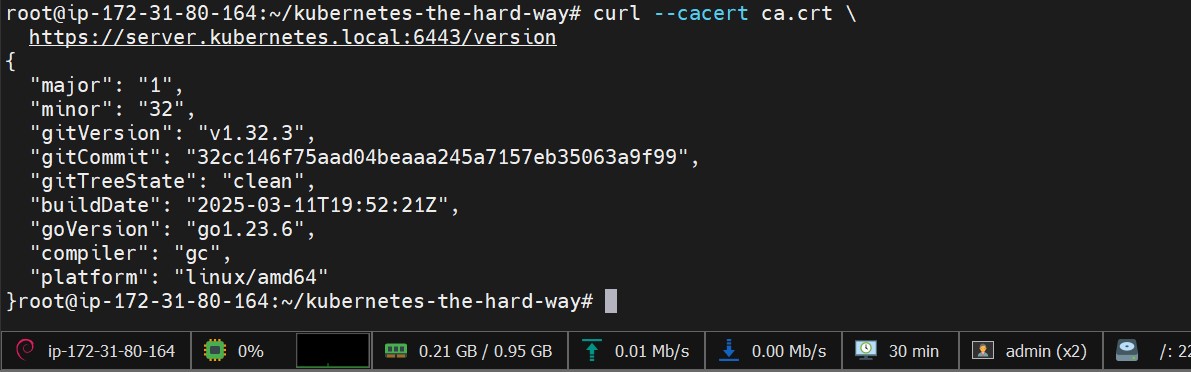 root@ip-172-31-80-164:~/kubernetes-the-hard-way# curl --cacert ca.crt \
  https://server.kubernetes.local:6443/version
{
  "major": "1",
  "minor": "32",
  "gitVersion": "v1.32.3",
  "gitCommit": "32cc146f75aad04beaaa245a7157eb35063a9f99",
  "gitTreeState": "clean",
  "buildDate": "2025-03-11T19:52:21Z",
  "goVersion": "go1.23.6",
  "compiler": "gc",
  "platform": "linux/amd64"
}root@ip-172-31-80-164:~/kubernetes-the-hard-way#
ip-172-31-80-164 0% 0.21 GB / 0.95 GB 0.01 Mb/s 0.00 Mb/s 30 min admin (x2) /: 22